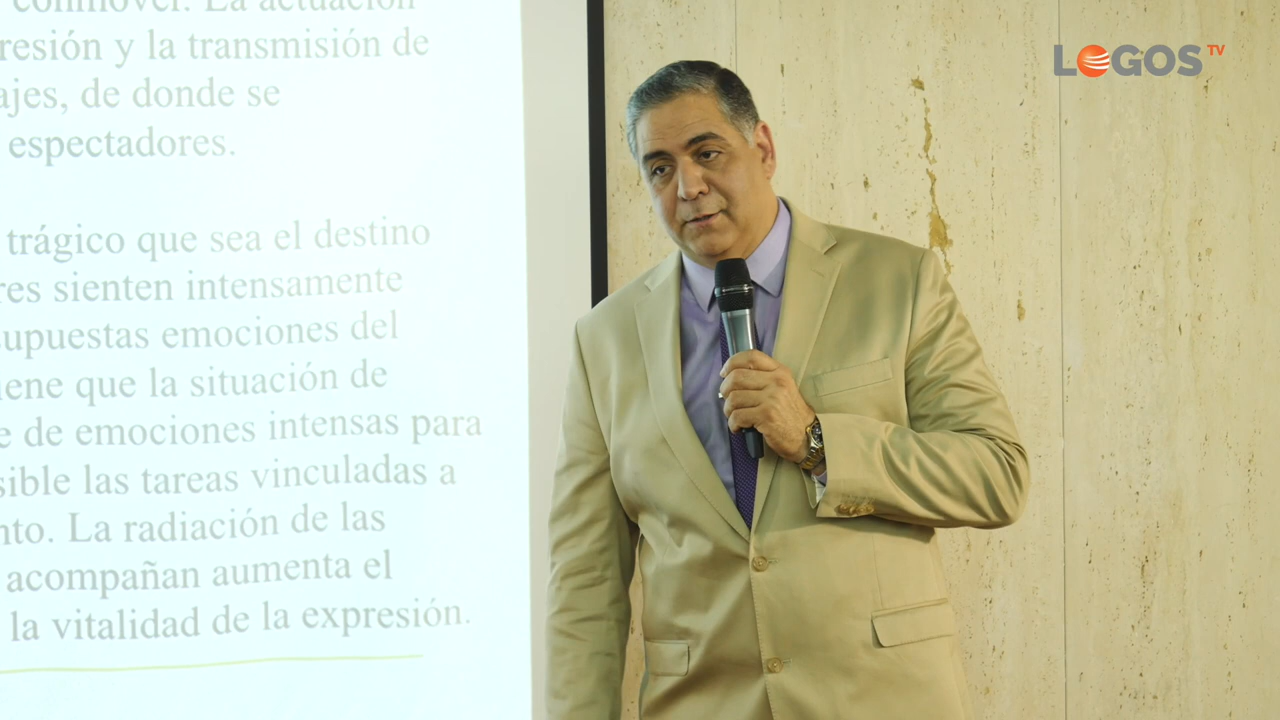 conmover. La actuación
resión y la transmisión de
ajes, de donde se
espectadores.
trágico que sea el destino
res sienten intensamente
supuestas emociones del
iene que la situación de
e de emociones intensas para
sible las tareas vinculadas a
nto. La radiación de las
acompañan aumenta el
la vitalidad de la expresión.
LOGOS TV